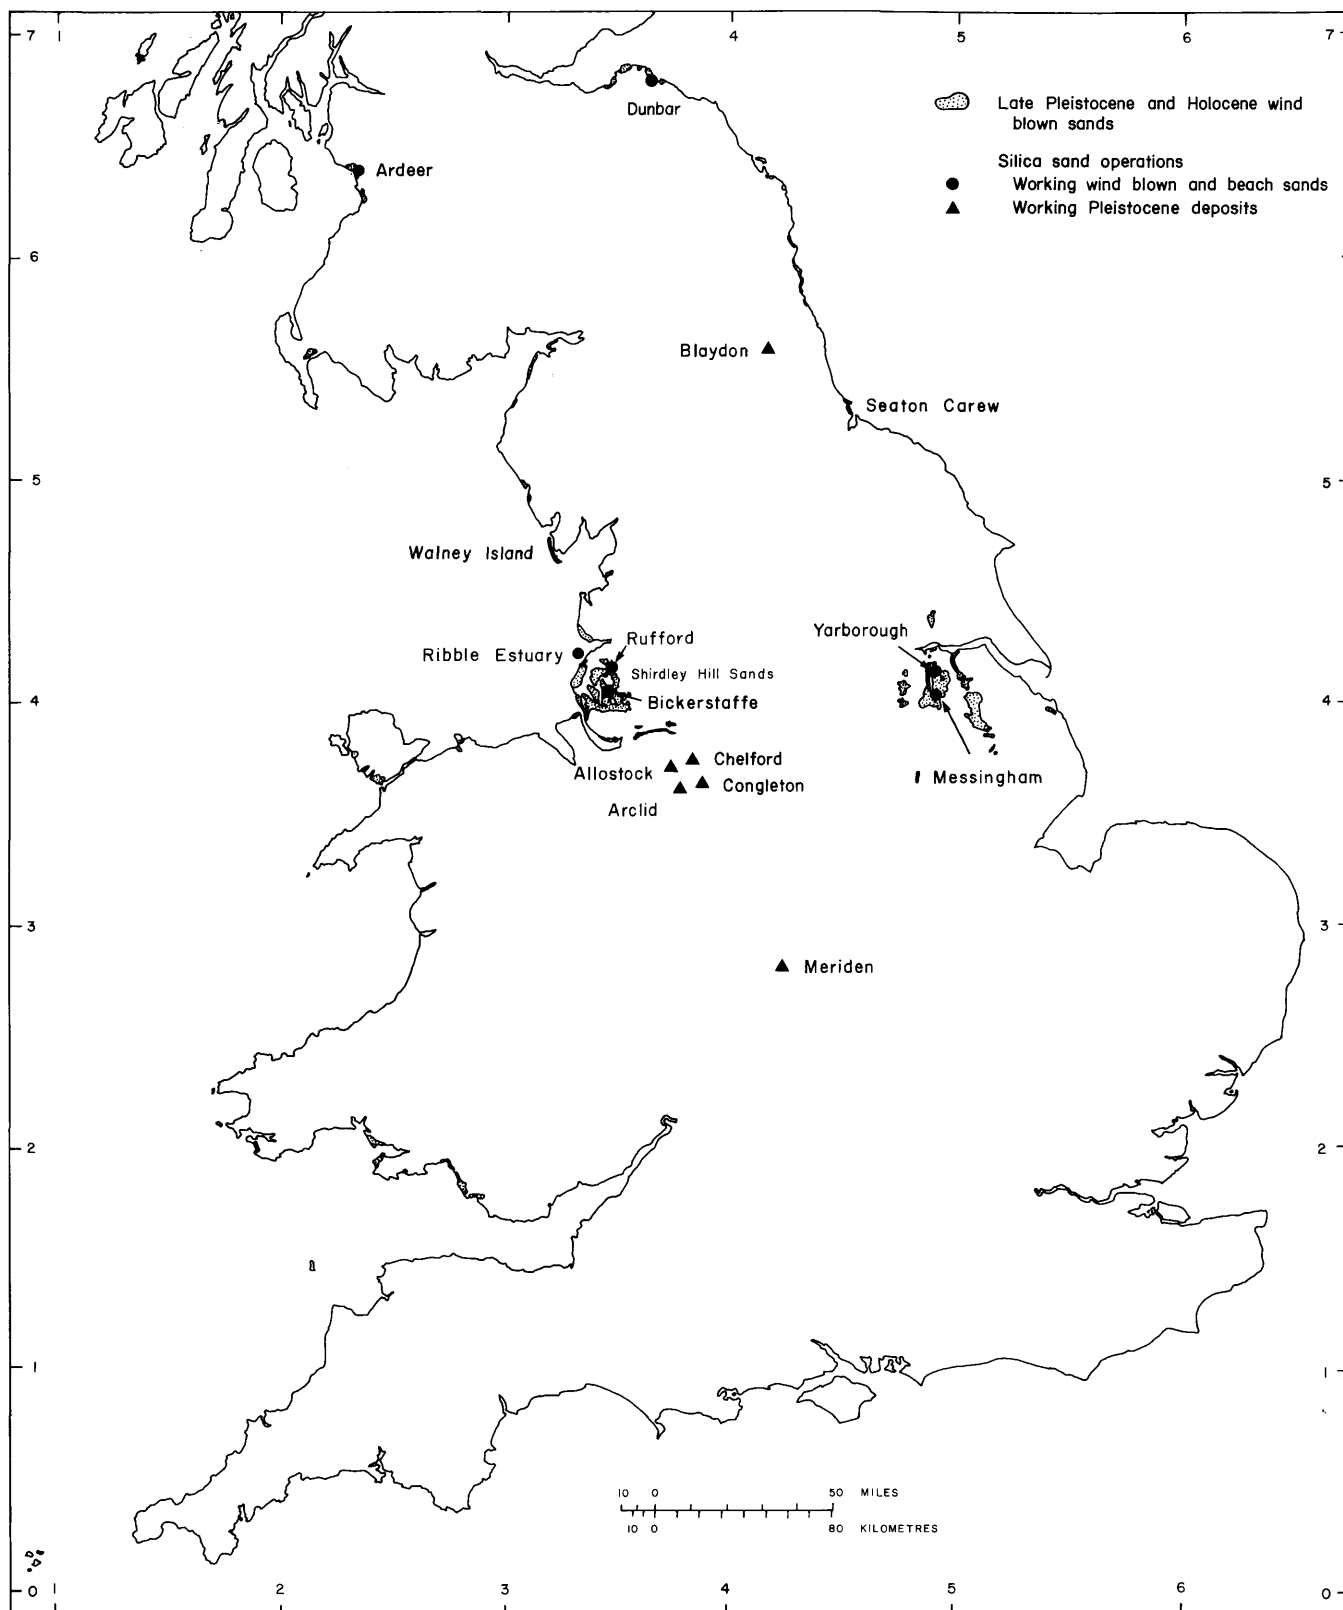 7 1 4 5 6 7
Dunbar
Late Pleistocene and Holocene wind
blown sands
Silica sand operations
Working wind blown and beach sands
Working Pleistocene deposits
Ardeer
6
Blaydon
Seaton Carew
5 5
Walney Island
Yarborough
Rufford
Ribble Estuary
Shirdley Hill Sands
4 4
Bickerstaffe
Chelford
Allostock
Messingham
Congleton
Arclid
3 3
Meriden
2 2
1 1
10 0 50 MILES
10 0 80 KILOMETRES
0 1 2 3 4 5 6 0